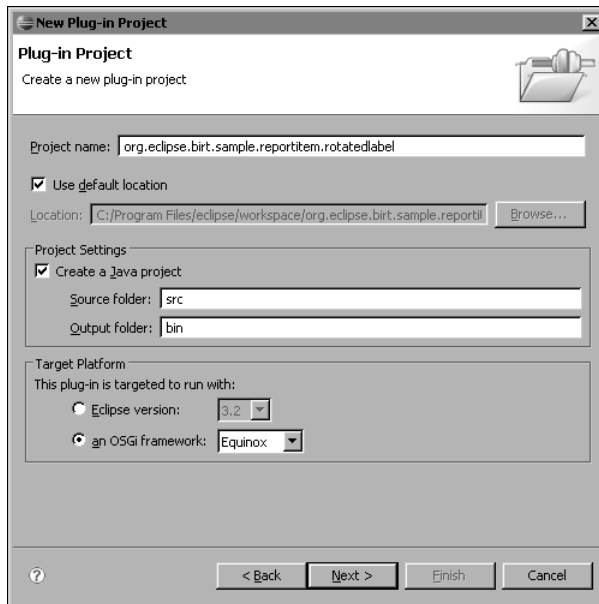 New Plug-in Project
Plug-in Project
Create a new plug-in project
Project name: org.eclipse.birt.sample.reportitem.rotatedlabel
Use default location
Location: C:/Program Files/eclipse/workspace/org.eclipse.birt.sample.reportit Browse...
Project Settings
Create a Java project
Source folder: src
Output folder: bin
Target Platform
This plug-in is targeted to run with:
Eclipse version: 3.2
an OSGi framework: Equinox
? < Back Next > Finish Cancel